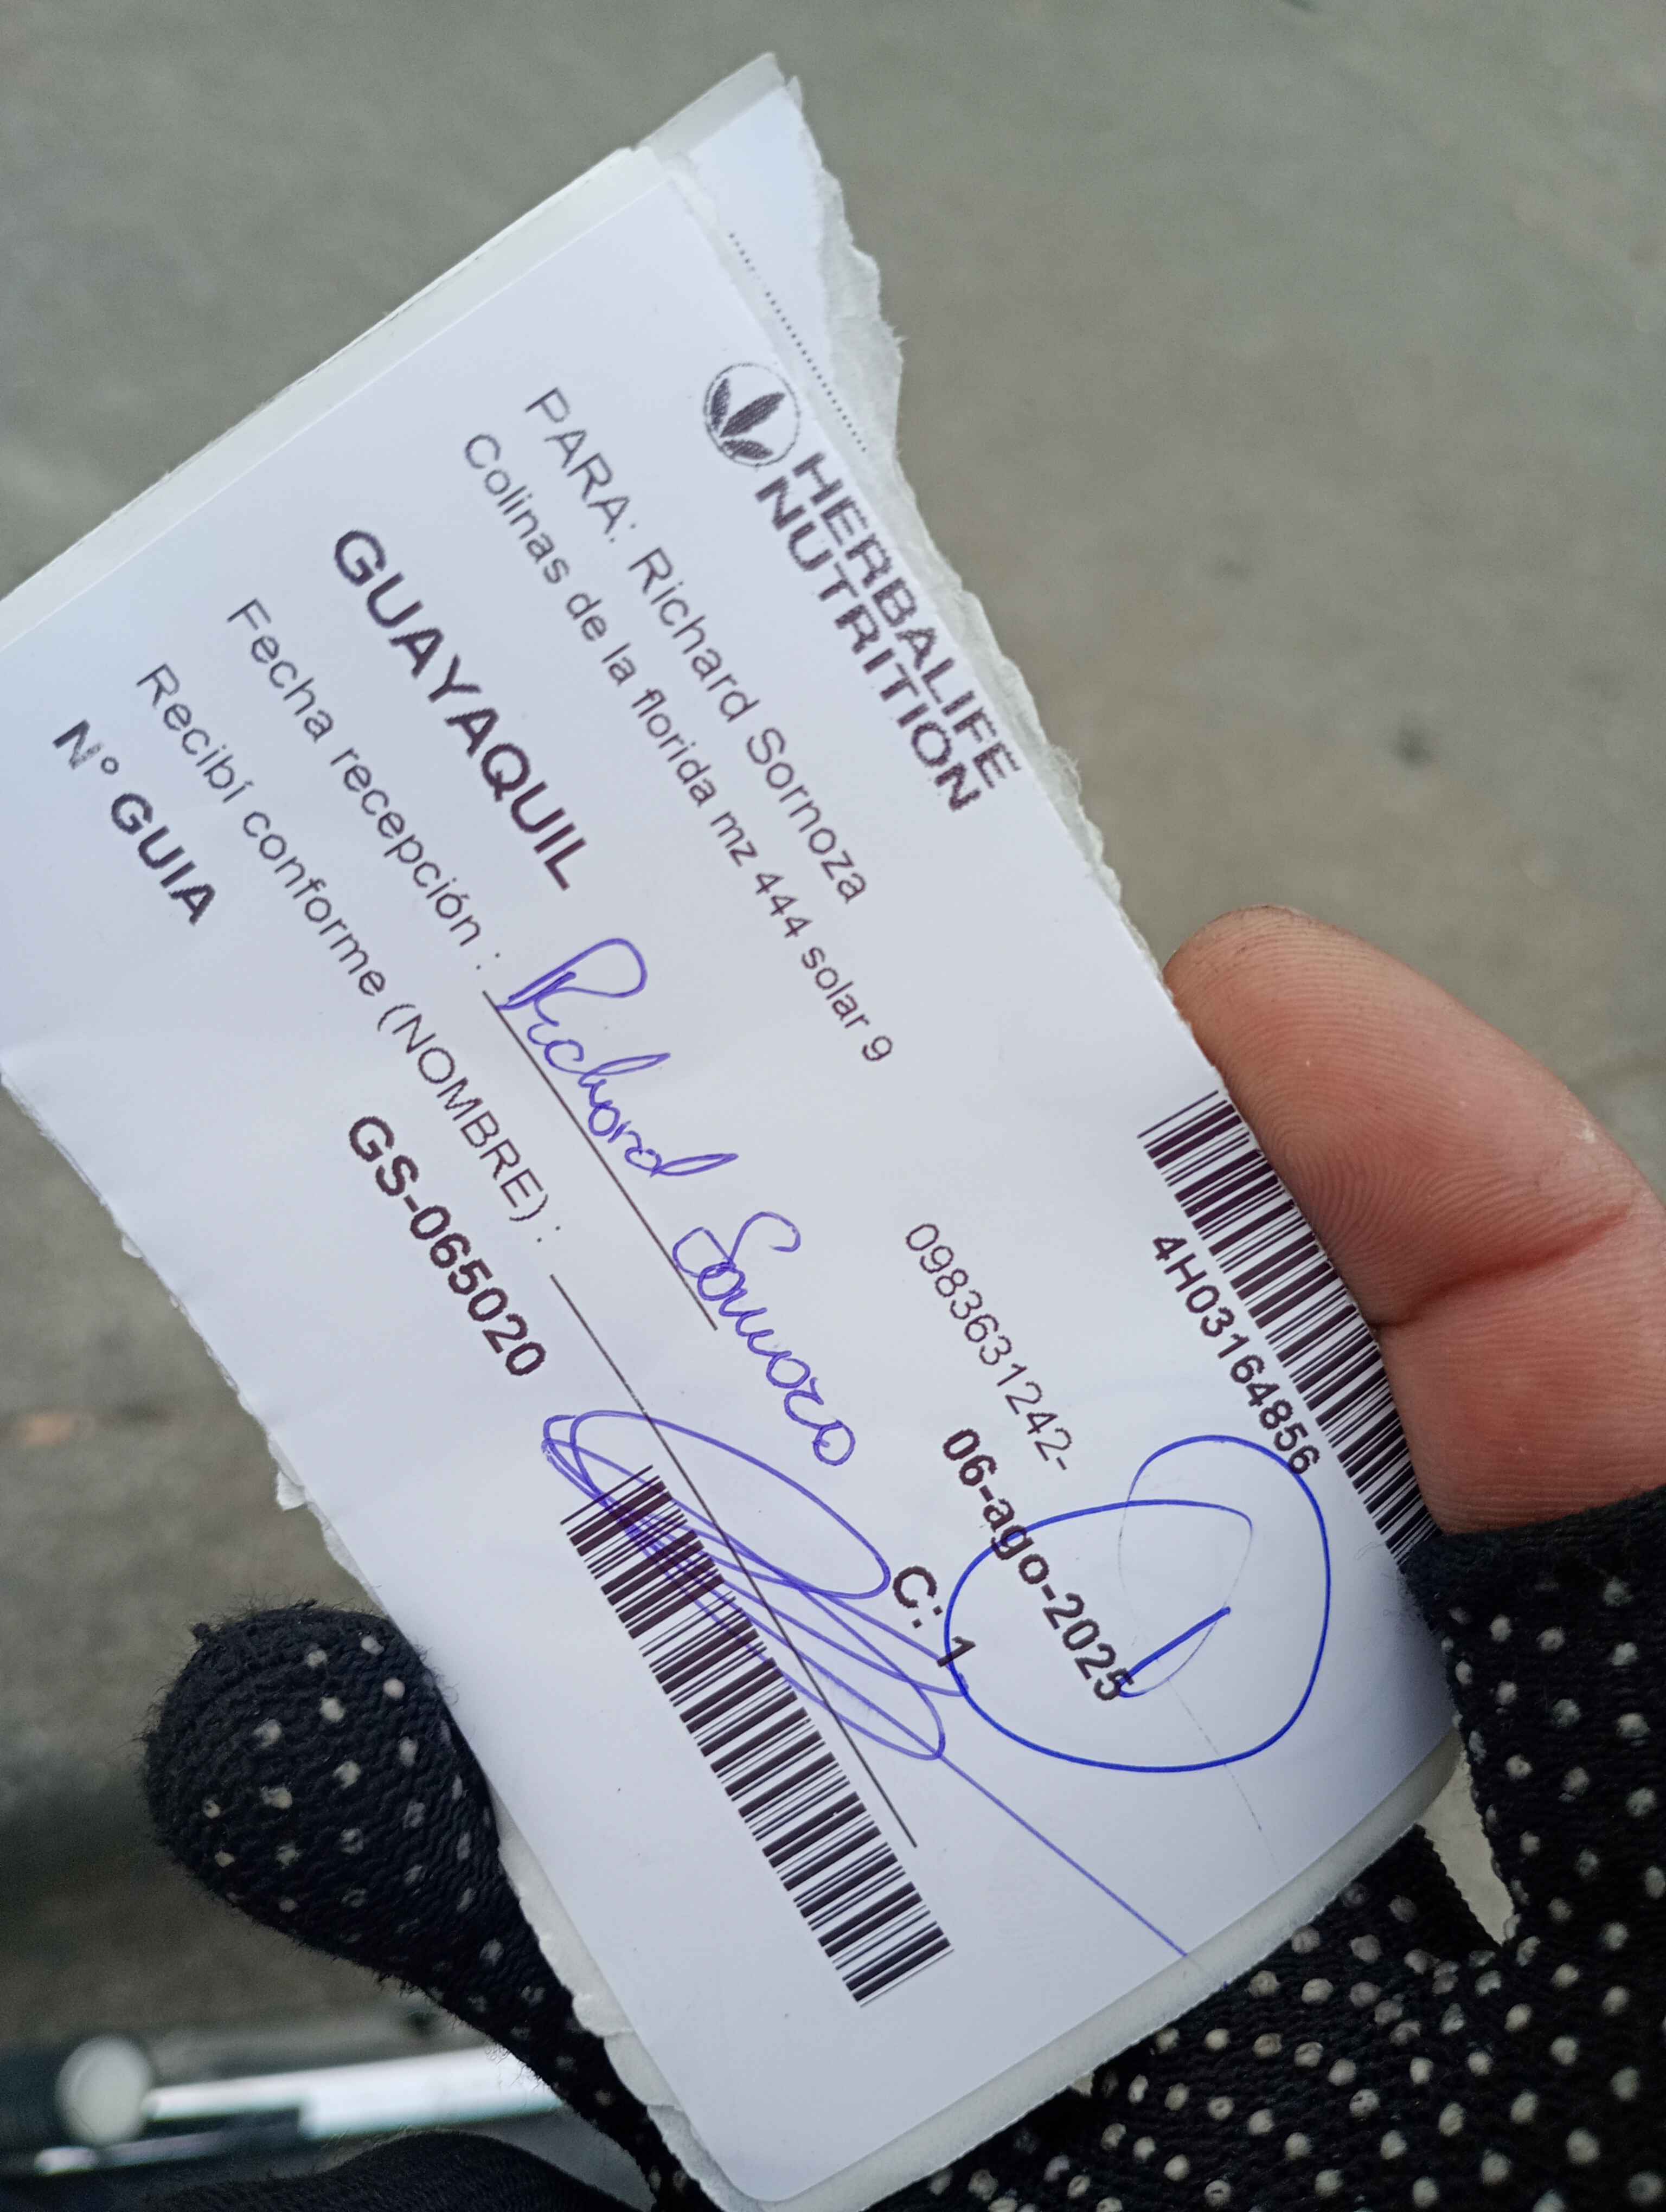 HERBALIFE
NUTRITION
4H03164856
PARA: Richard Sornoza
Colinas de la florida mz 444 solar 9
0983631242-
06-ago-2025
GUAYAQUIL
C: 1
Fecha recepción : Richard Sornoza
Recibí conforme (NOMBRE) :
N° GUIA
GS-065020